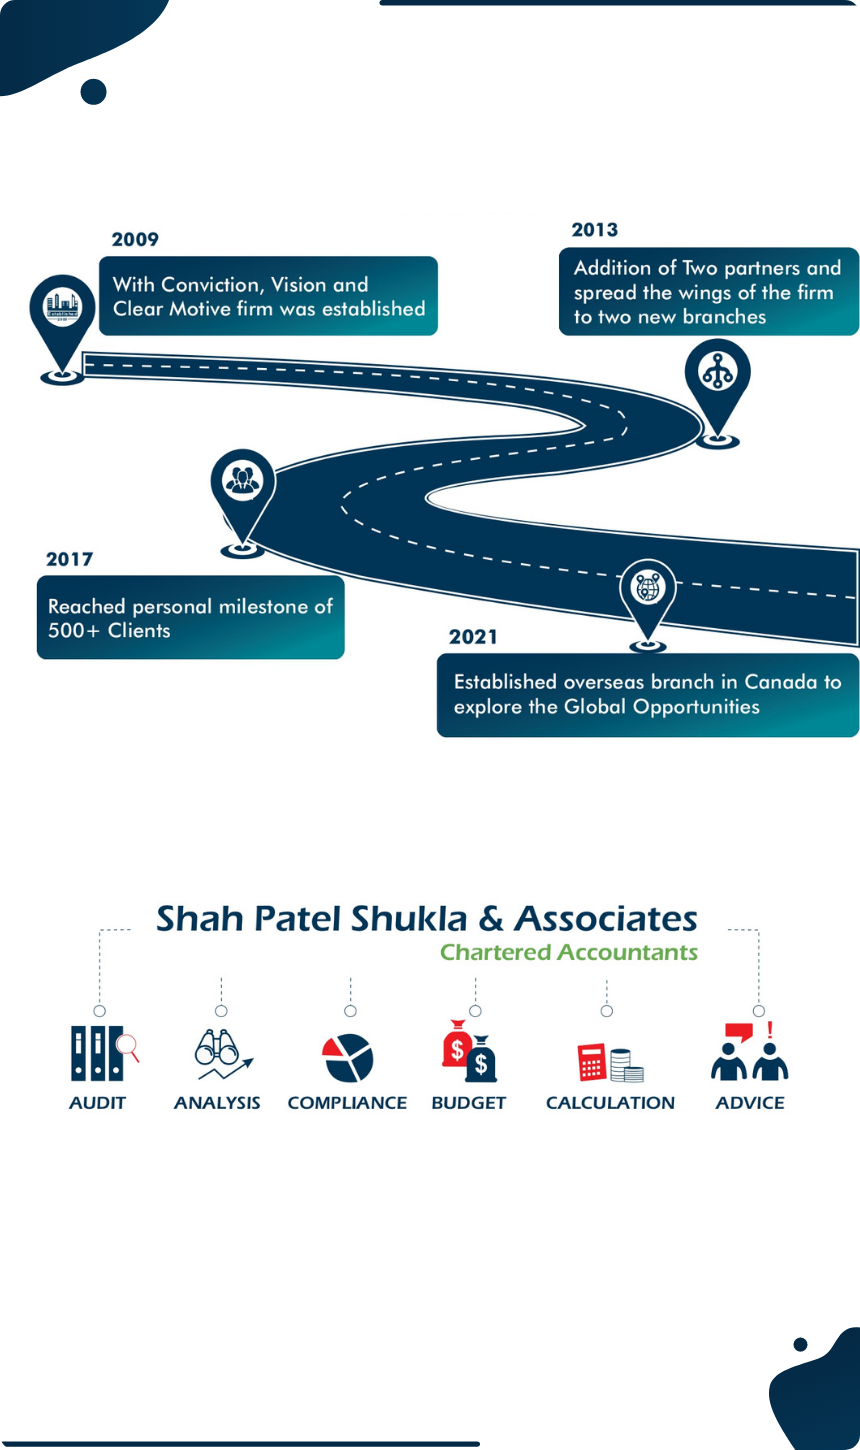 2009
With Conviction, Vision and
Clear Motive firm was established
2013
Addition of Two partners and
spread the wings of the firm
to two new branches
2017
Reached personal milestone of
500+ Clients
2021
Established overseas branch in Canada to
explore the Global Opportunities
Shah Patel Shukla & Associates
Chartered Accountants
$
$
AUDIT
ANALYSIS
COMPLIANCE
BUDGET
CALCULATION
ADVICE